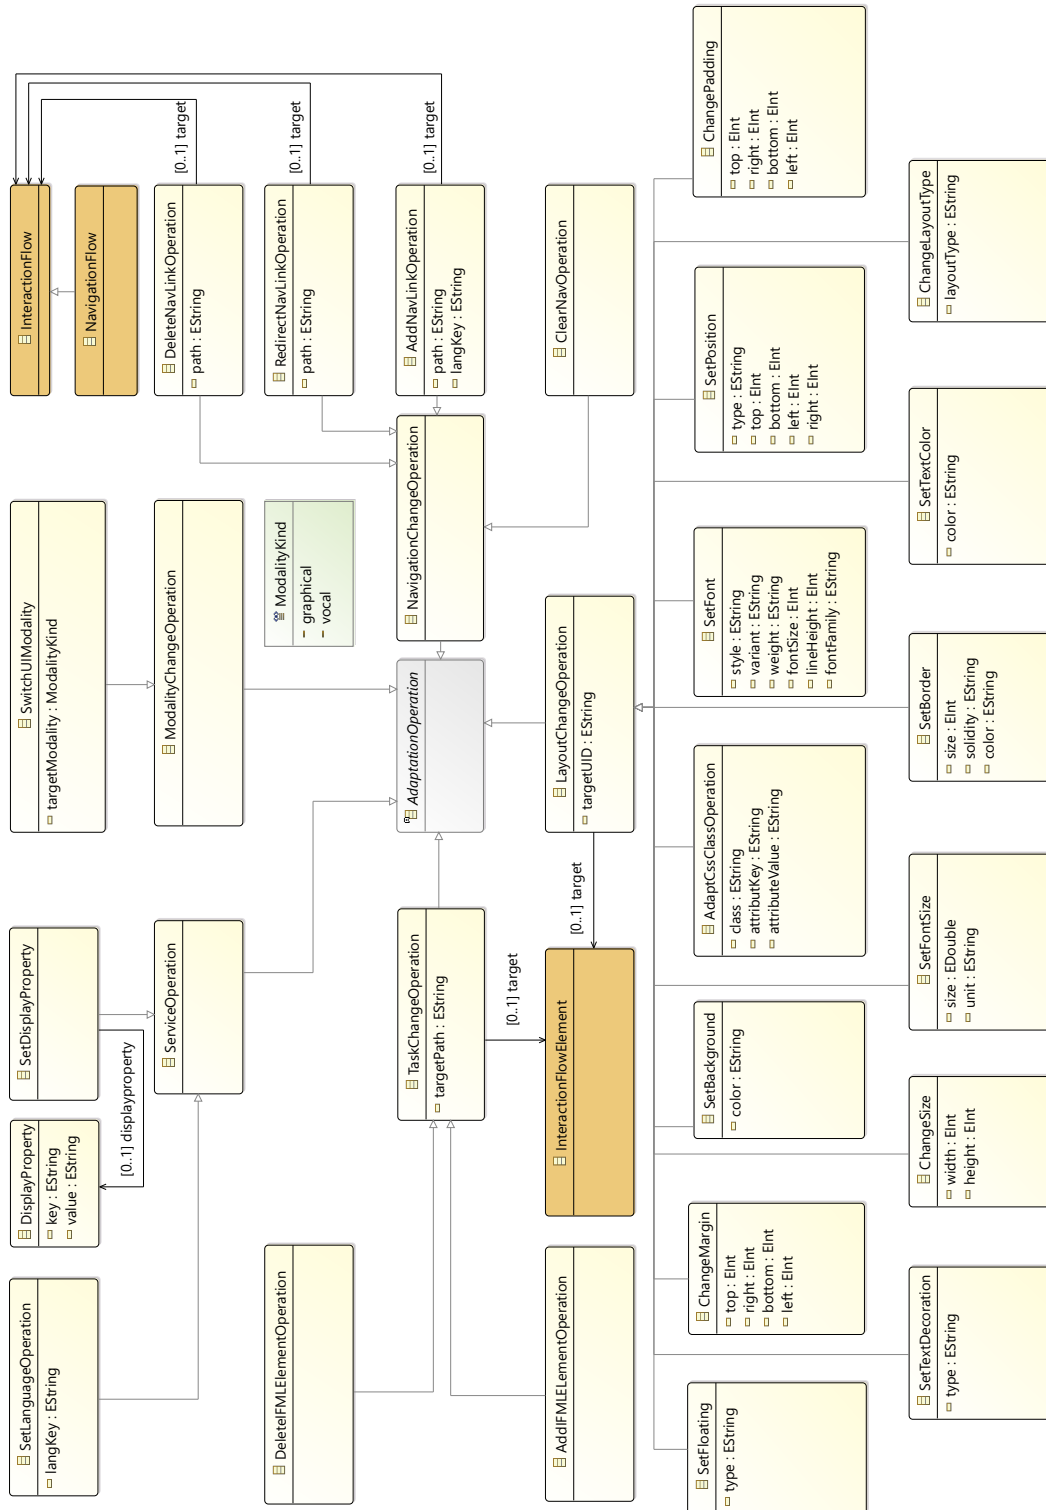 SetLanguageOperation
langKey : EString
DisplayProperty
key : EString
value : EString
SetDisplayProperty
[0..1] displayproperty
SwitchUIModality
targetModality : ModalityKind
InteractionFlow
NavigationFlow
ServiceOperation
ModalityChangeOperation
DeleteNavLinkOperation
path : EString
[0..1] target
DeleteIFMLElementOperation
ModalityKind
graphical
vocal
RedirectNavLinkOperation
path : EString
[0..1] target
TaskChangeOperation
targetPath : EString
AdaptationOperation
NavigationChangeOperation
AddNavLinkOperation
path : EString
langKey : EString
[0..1] target
[0..1] target
AddIFMLELementOperation
InteractionFlowElement
[0..1] target
LayoutChangeOperation
targetUID : EString
ClearNavOperation
SetFloating
type : EString
ChangeMargin
top : EInt
right : EInt
bottom : EInt
left : EInt
SetBackground
color : EString
AdaptCssClassOperation
class : EString
attributKey : EString
attributeValue : EString
SetFont
style : EString
variant : EString
weight : EString
fontSize : EInt
lineHeight : EInt
fontFamily : EString
SetPosition
type : EString
top : EInt
bottom : EInt
left : EInt
right : EInt
ChangePadding
top : EInt
right : EInt
bottom : EInt
left : EInt
SetTextDecoration
type : EString
ChangeSize
width : EInt
height : EInt
SetFontSize
size : EDouble
unit : EString
SetBorder
size : EInt
solidity : EString
color : EString
SetTextColor
color : EString
ChangeLayoutType
layoutType : EString